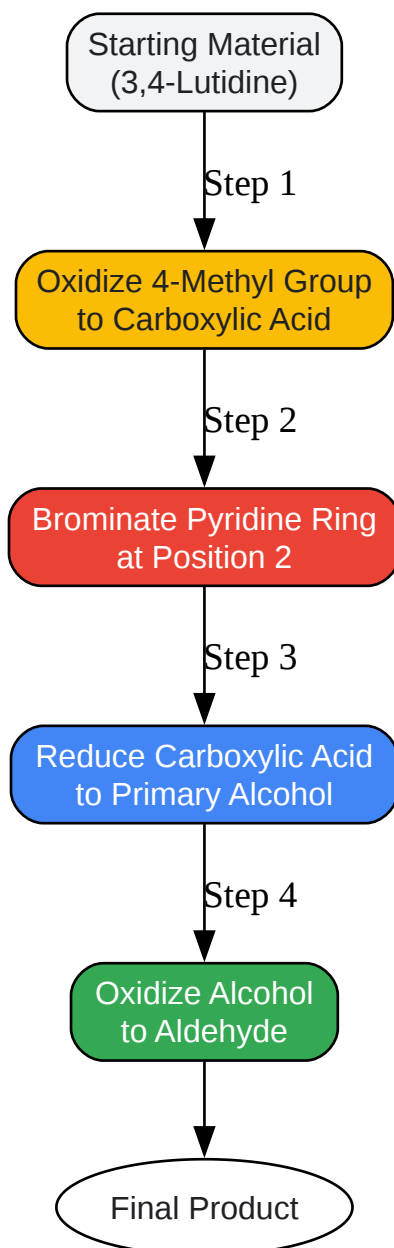 Starting Material
(3,4-Lutidine)
Step 1
Oxidize 4-Methyl Group
to Carboxylic Acid
Step 2
Brominate Pyridine Ring
at Position 2
Step 3
Reduce Carboxylic Acid
to Primary Alcohol
Step 4
Oxidize Alcohol
to Aldehyde
Final Product